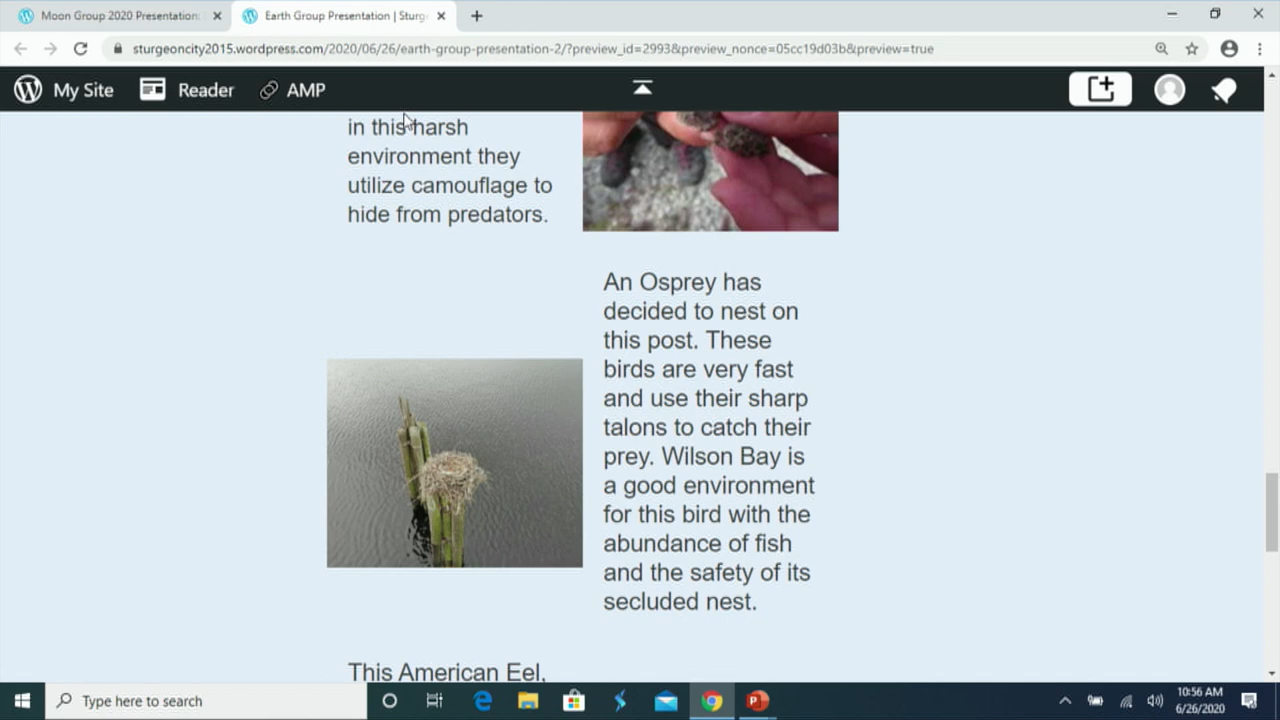 Moon Group 2020 Presentation
Earth Group Presentation | Sturg
sturgeoncity2015.wordpress.com/2020/06/26/earth-group-presentation-2/?preview_id=2993&preview_nonce=05cc19d03b&preview=true
My Site Reader AMP
in this harsh
environment they
utilize camouflage to
hide from predators.
An Osprey has
decided to nest on
this post. These
birds are very fast
and use their sharp
talons to catch their
prey. Wilson Bay is
a good environment
for this bird with the
abundance of fish
and the safety of its
secluded nest.
This American Eel,
Type here to search
10:56 AM
6/26/2020